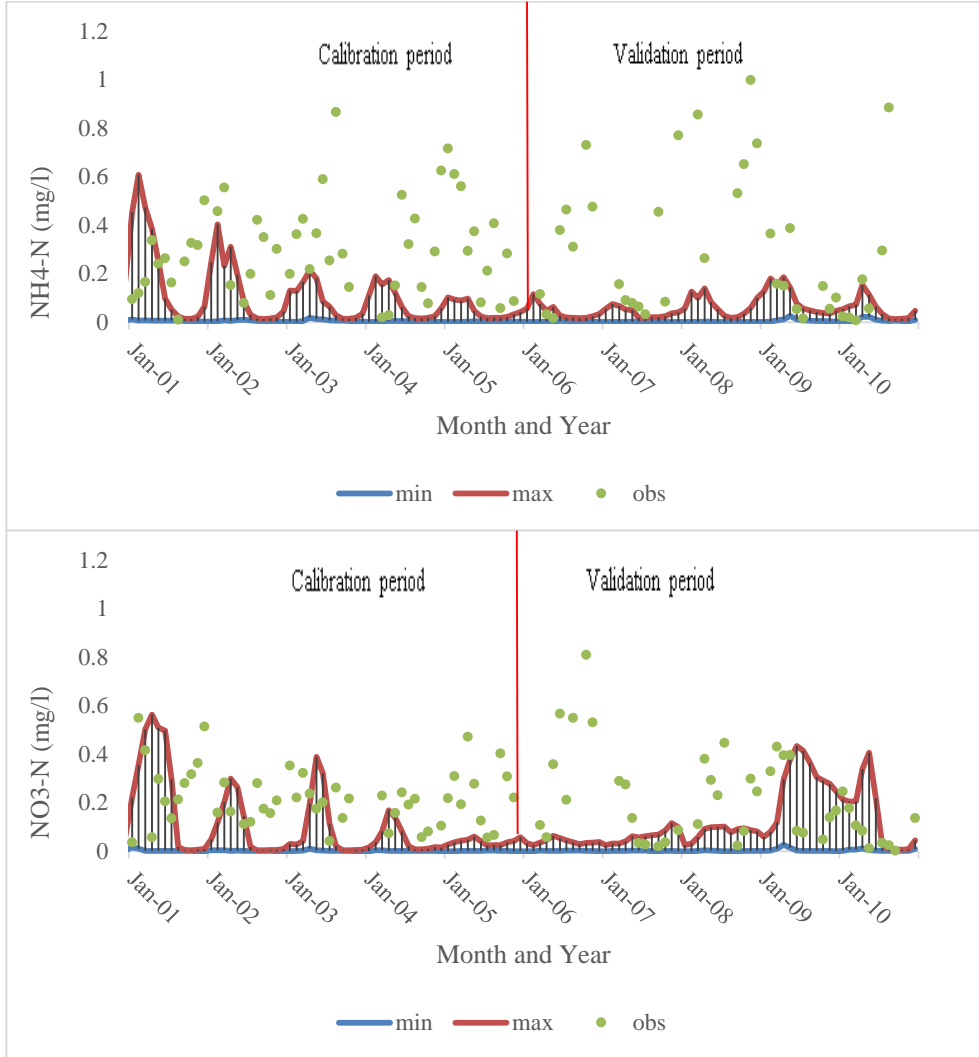 1.2
Calibration period
Validation period
1
0.8
0.6
0.4
0.2
0
NH4-N (mg/l)
Jan-01
Jan-02
Jan-03
Jan-04
Jan-05
Jan-06
Jan-07
Jan-08
Jan-09
Jan-10
Month and Year
min max obs
1.2
Calibration period
Validation period
1
0.8
0.6
0.4
0.2
0
NO3-N (mg/l)
Jan-01
Jan-02
Jan-03
Jan-04
Jan-05
Jan-06
Jan-07
Jan-08
Jan-09
Jan-10
Month and Year
min max obs